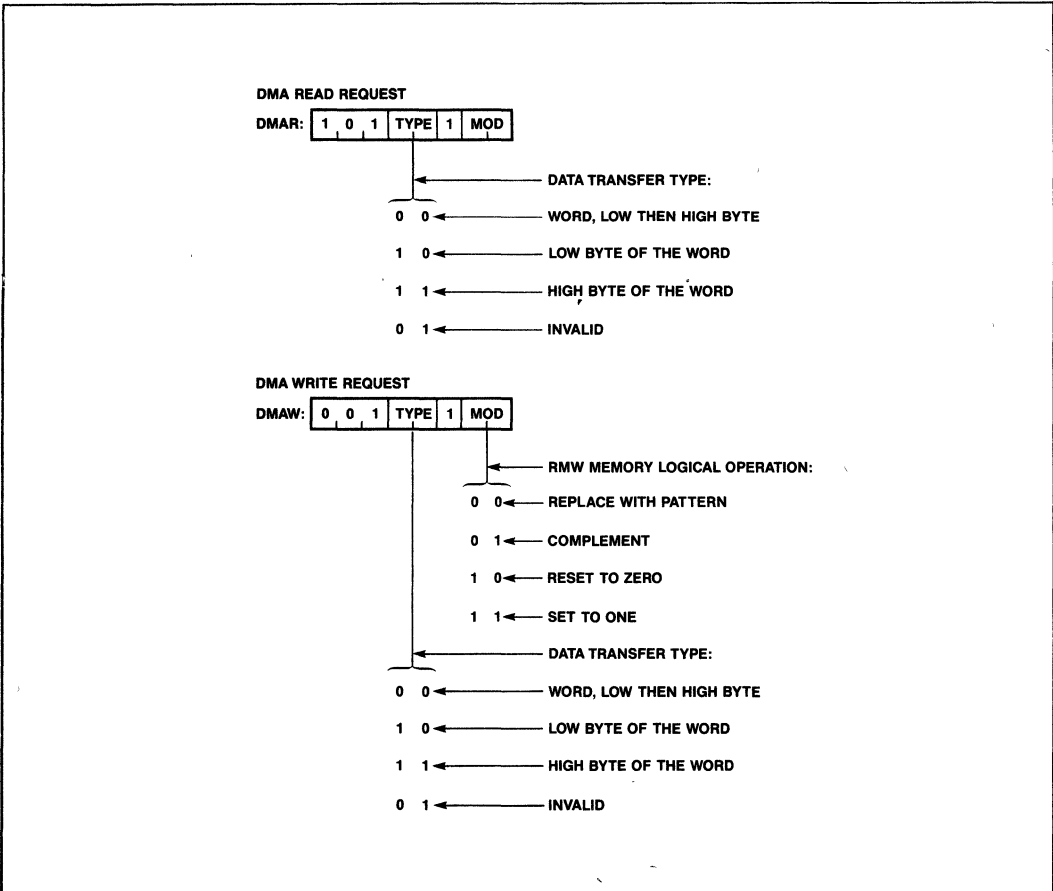 DMA READ REQUEST
DMAR: 1 0 1 TYPE 1 MOD
DATA TRANSFER TYPE:
0 0 WORD, LOW THEN HIGH BYTE
1 0 LOW BYTE OF THE WORD
1 1 HIGH BYTE OF THE WORD
0 1 INVALID
DMA WRITE REQUEST
DMAW: 0 0 1 TYPE 1 MOD
RMW MEMORY LOGICAL OPERATION:
0 0 REPLACE WITH PATTERN
0 1 COMPLEMENT
1 0 RESET TO ZERO
1 1 SET TO ONE
DATA TRANSFER TYPE:
0 0 WORD, LOW THEN HIGH BYTE
1 0 LOW BYTE OF THE WORD
1 1 HIGH BYTE OF THE WORD
0 1 INVALID